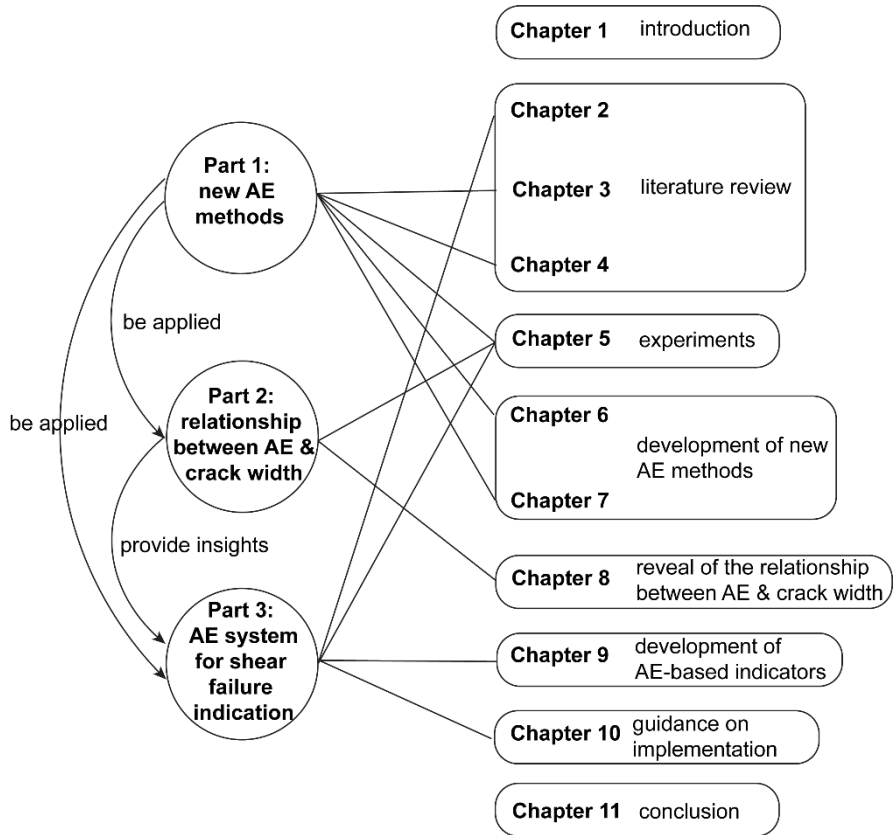 Chapter 1 introduction
Chapter 2
Chapter 3 literature review
Chapter 4
Chapter 5 experiments
Chapter 6
development of new
AE methods
Chapter 7
Chapter 8 reveal of the relationship
between AE & crack width
Chapter 9 development of
AE-based indicators
Chapter 10 guidance on
implementation
Chapter 11 conclusion
Part 1:
new AE
methods
be applied
be applied
Part 2:
relationship
between AE &
crack width
provide insights
Part 3:
AE system
for shear
failure
indication